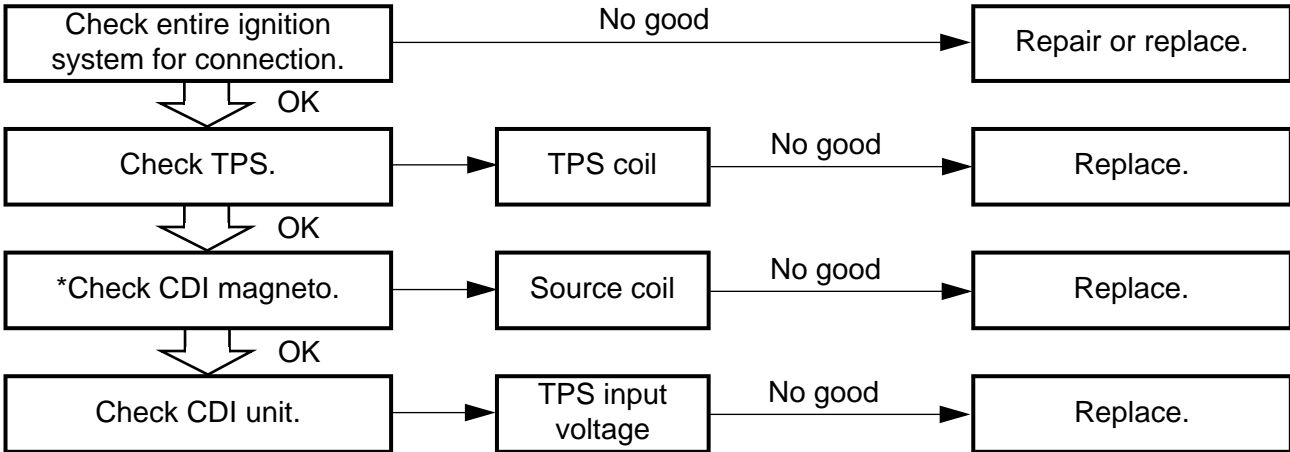 Check entire ignition
system for connection.
No good
Repair or replace.
OK
Check TPS.
TPS coil
No good
Replace.
OK
*Check CDI magneto.
Source coil
No good
Replace.
OK
Check CDI unit.
TPS input
voltage
No good
Replace.